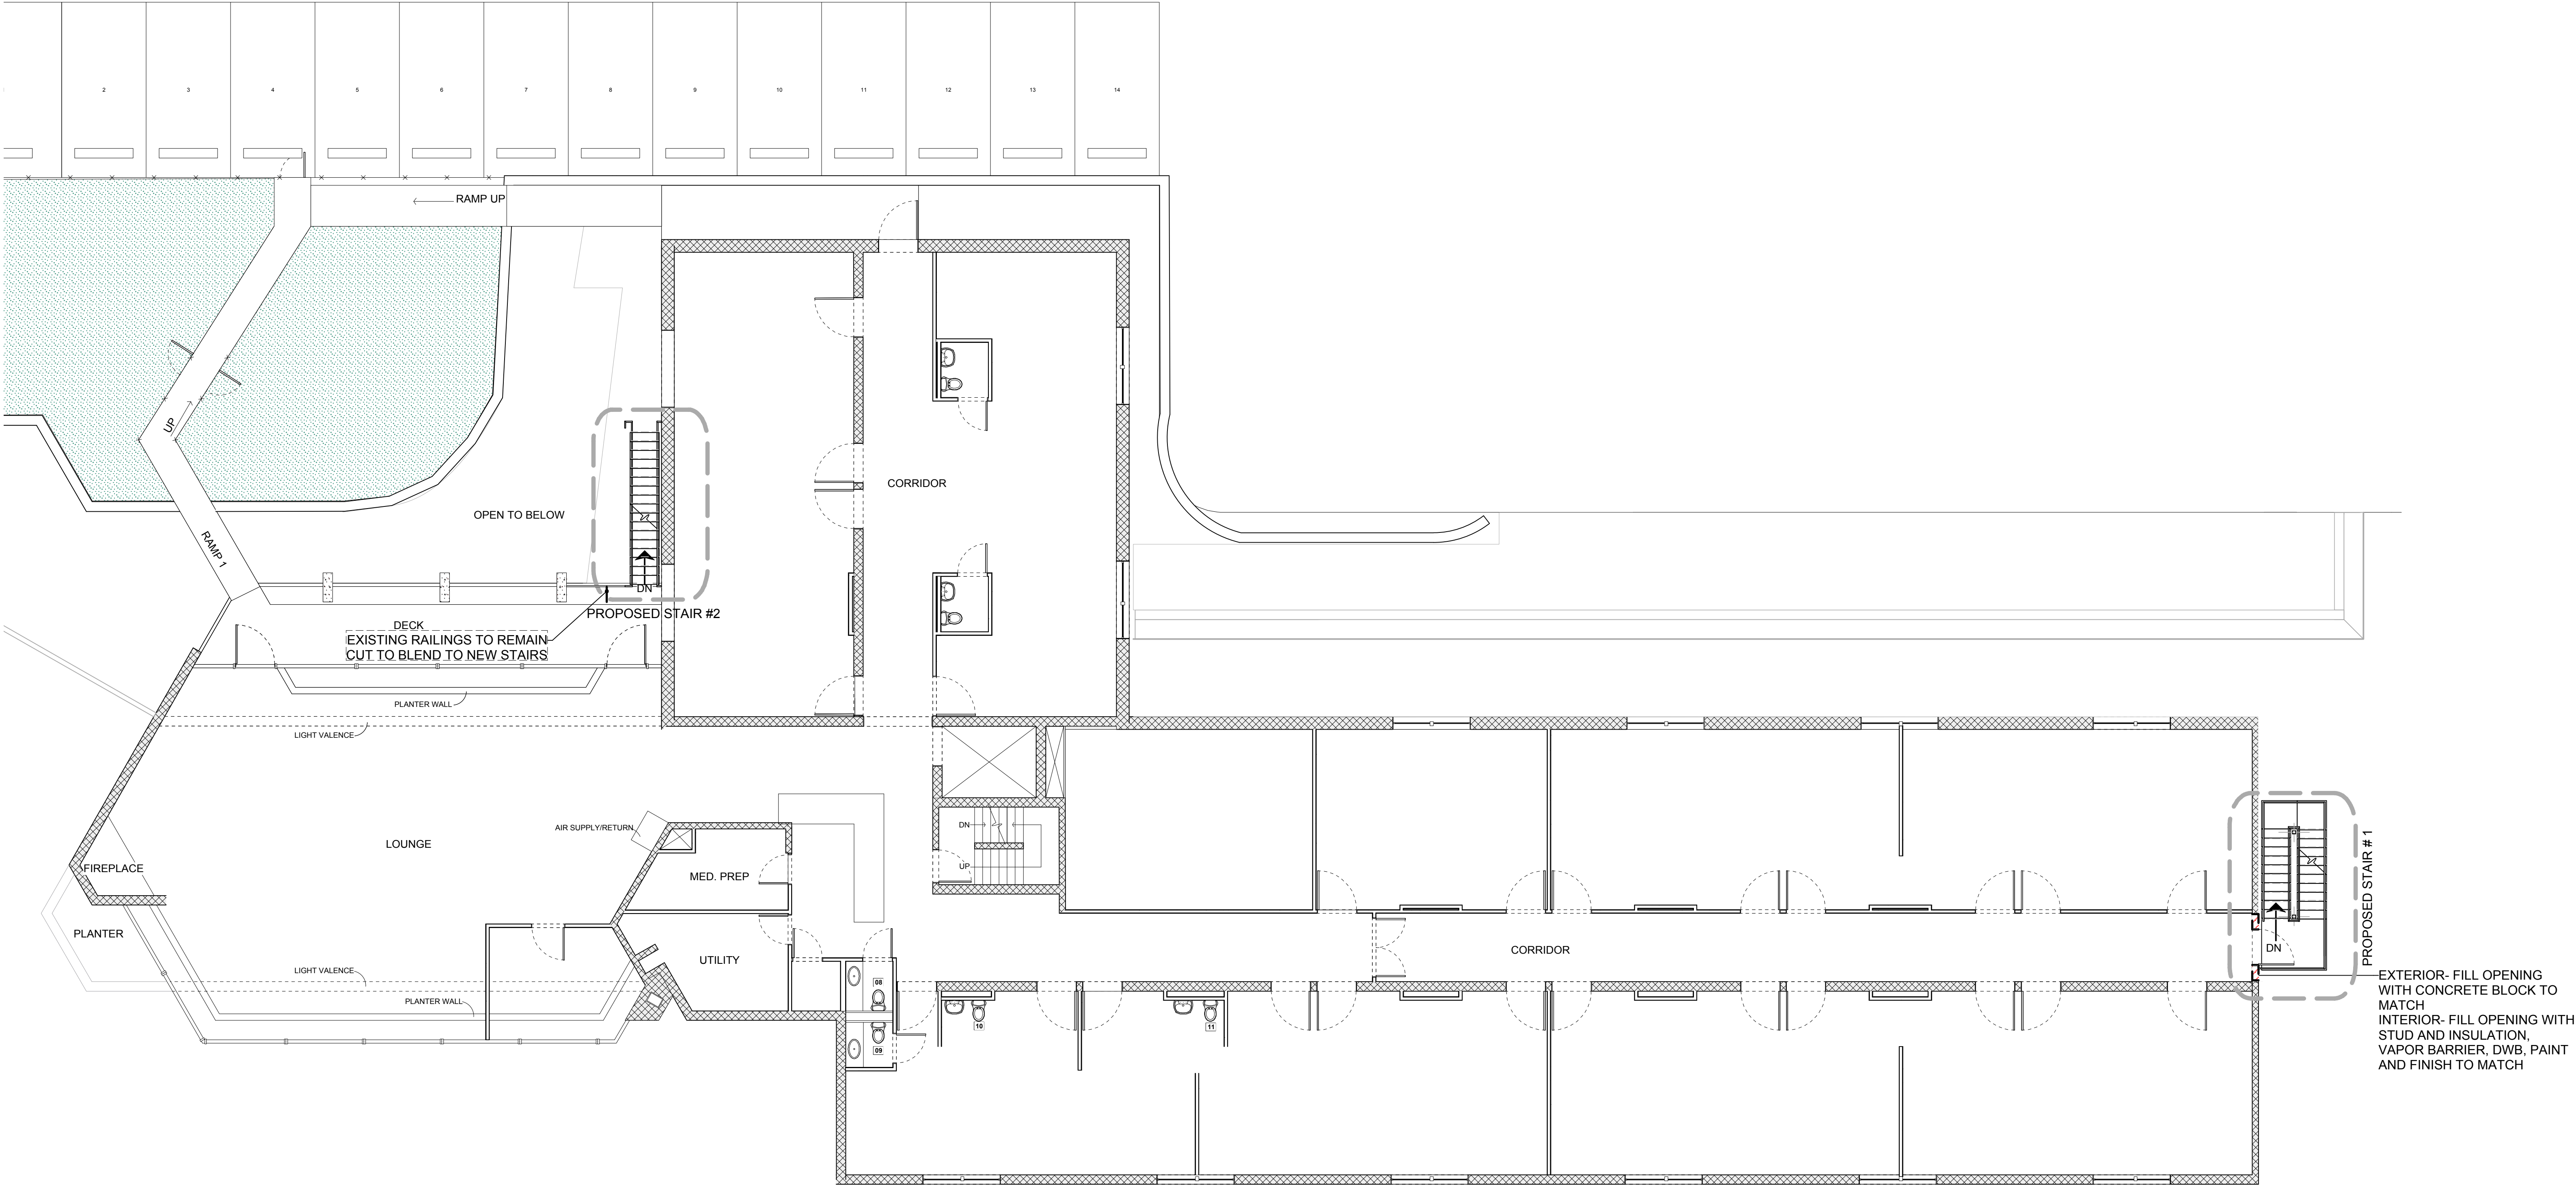 2
3
4
5
6
7
8
9
10
11
12
13
14
RAMP UP
UP
CORRIDOR
OPEN TO BELOW
RAMP 1
DN
PROPOSED STAIR #2
DECK
EXISTING RAILINGS TO REMAIN
CUT TO BLEND TO NEW STAIRS
PLANTER WALL
LIGHT VALENCE
AIR SUPPLY/RETURN
DN
UP
LOUNGE
FIREPLACE
MED. PREP
PLANTER
UTILITY
CORRIDOR
DN
PROPOSED STAIR #1
LIGHT VALENCE
PLANTER WALL
08
09
10
11
EXTERIOR- FILL OPENING
WITH CONCRETE BLOCK TO
MATCH
INTERIOR- FILL OPENING WITH
STUD AND INSULATION,
VAPOR BARRIER, DWB, PAINT
AND FINISH TO MATCH